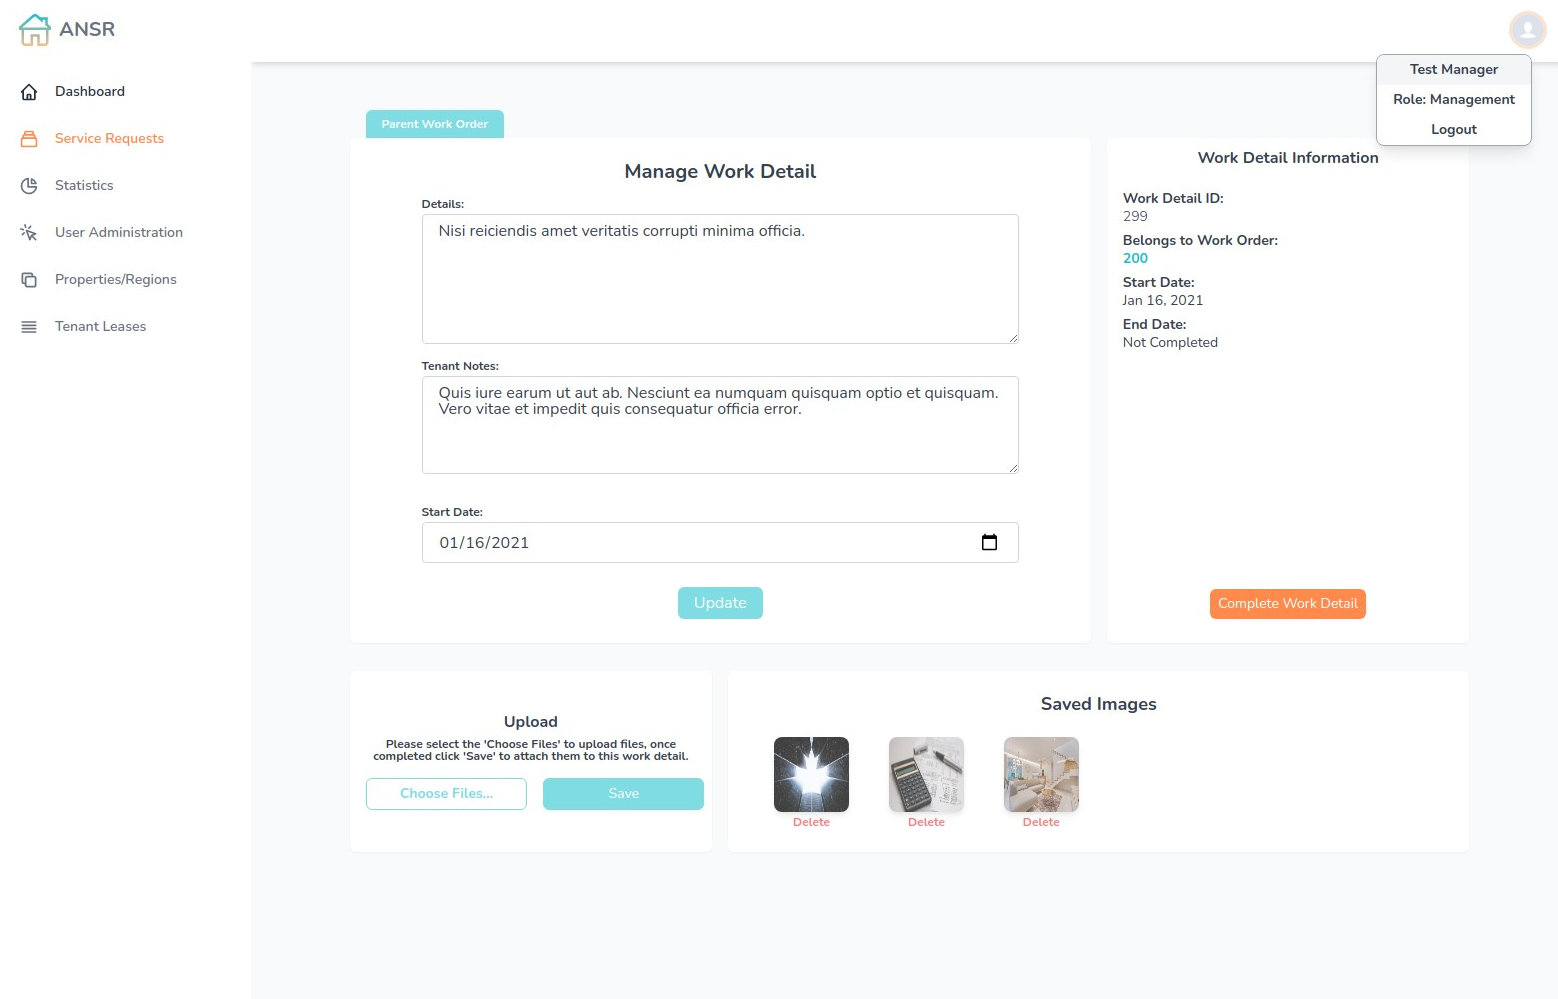 ANSR
Test Manager
Role: Management
Logout
Dashboard
Service Requests
Statistics
User Administration
Properties/Regions
Tenant Leases
Parent Work Order
Manage Work Detail
Details:
Nisi reiciendis amet veritatis corrupti minima officia.
Tenant Notes:
Quis iure earum ut aut ab. Nesciunt ea numquam quisquam optio et quisquam.
Vero vitae et impedit quis consequatur officia error.
Start Date:
01/16/2021
Update
Work Detail Information
Work Detail ID:
299
Belongs to Work Order:
200
Start Date:
Jan 16, 2021
End Date:
Not Completed
Complete Work Detail
Upload
Please select the 'Choose Files' to upload files, once
completed click 'Save' to attach them to this work detail.
Choose Files...
Save
Saved Images
Delete
Delete
Delete